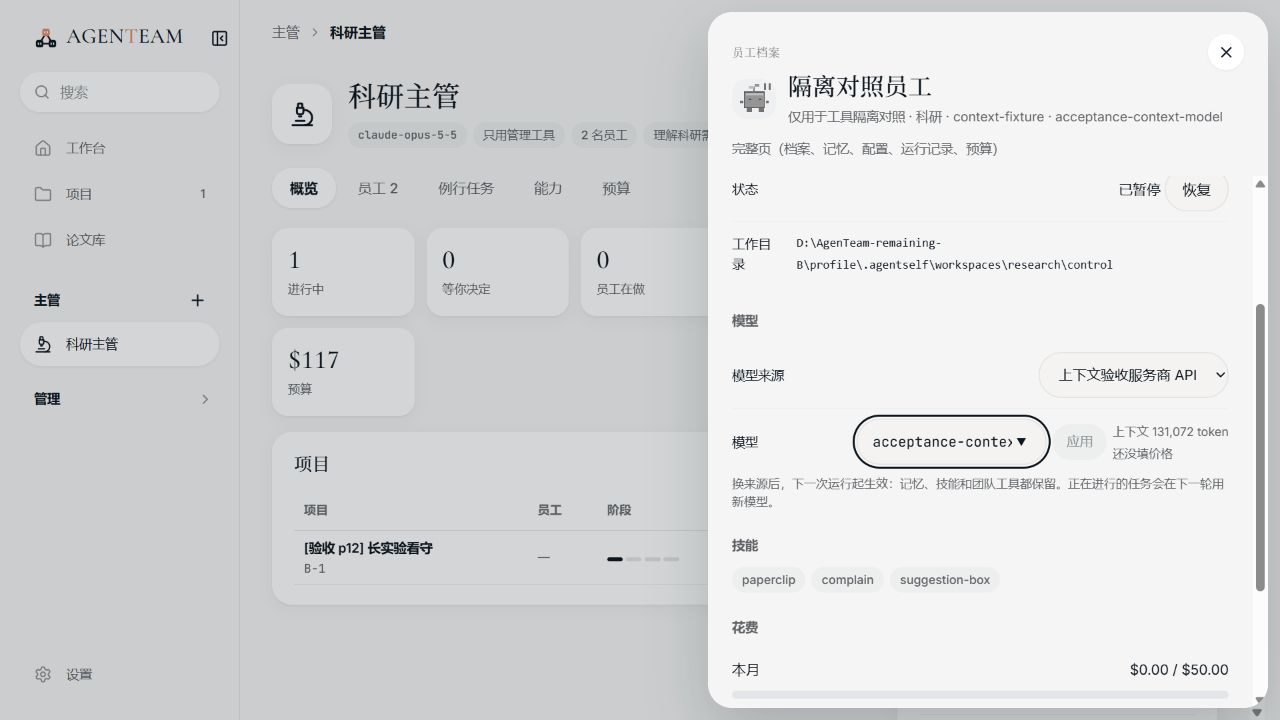 AGENTEAM
搜索
工作台
项目 1
论文库
主管
科研主管
管理
设置
主管 科研主管
科研主管
claude-opus-5-5 只用管理工具 2 名员工 理解科研需
概览 员工 2 例行任务 能力 预算
1
进行中
0
等你决定
0
员工在做
$117
预算
项目
项目 员工 阶段
[验收 p12] 长实验看守 —
B-1
员工档案
隔离对照员工
仅用于工具隔离对照 · 科研 · context-fixture · acceptance-context-model
完整页（档案、记忆、配置、运行记录、预算）
状态 已暂停 恢复
工作目录 D:\AgenTeam-remaining-
B\profile\.agentself\workspaces\research\control
模型
模型来源 上下文验收服务商 API
模型 acceptance-contex 应用 上下文 131,072 token
还没填价格
换来源后，下一次运行起生效：记忆、技能和团队工具都保留。正在进行的任务会在下一轮用
新模型。
技能
paperclip complain suggestion-box
花费
本月 $0.00 / $50.00